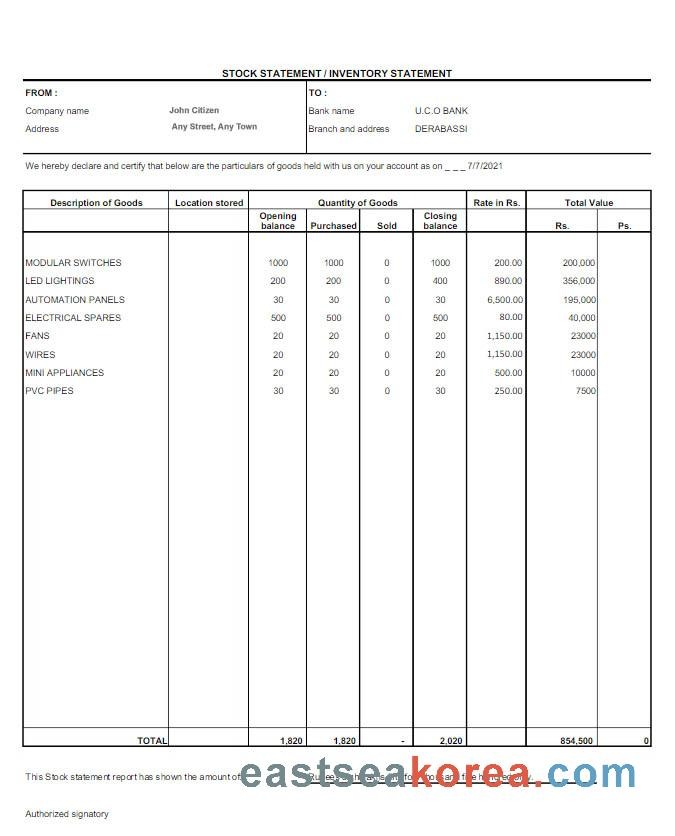 STOCK STATEMENT / INVENTORY STATEMENT
FROM : TO :
Company name John Citizen Bank name U.C.O BANK
Address Any Street, Any Town Branch and address DERABASSI
We hereby declare and certify that below are the particulars of goods held with us on your account as on _ _ _ 7/7/2021
Description of Goods Location stored Quantity of Goods Rate in Rs. Total Value
Opening balance Purchased Sold Closing balance Rs. Ps.
MODULAR SWITCHES 1000 1000 0 1000 200.00 200,000
LED LIGHTINGS 200 200 0 400 890.00 356,000
AUTOMATION PANELS 30 30 0 30 6,500.00 195,000
ELECTRICAL SPARES 500 500 0 500 80.00 40,000
FANS 20 20 0 20 1,150.00 23000
WIRES 20 20 0 20 1,150.00 23000
MINI APPLIANCES 20 20 0 20 500.00 10000
PVC PIPES 30 30 0 30 250.00 7500
TOTAL 1,820 1,820 - 2,020 854,500 0
This Stock statement report has shown the amount of
eastseakorea.com
Authorized signatory